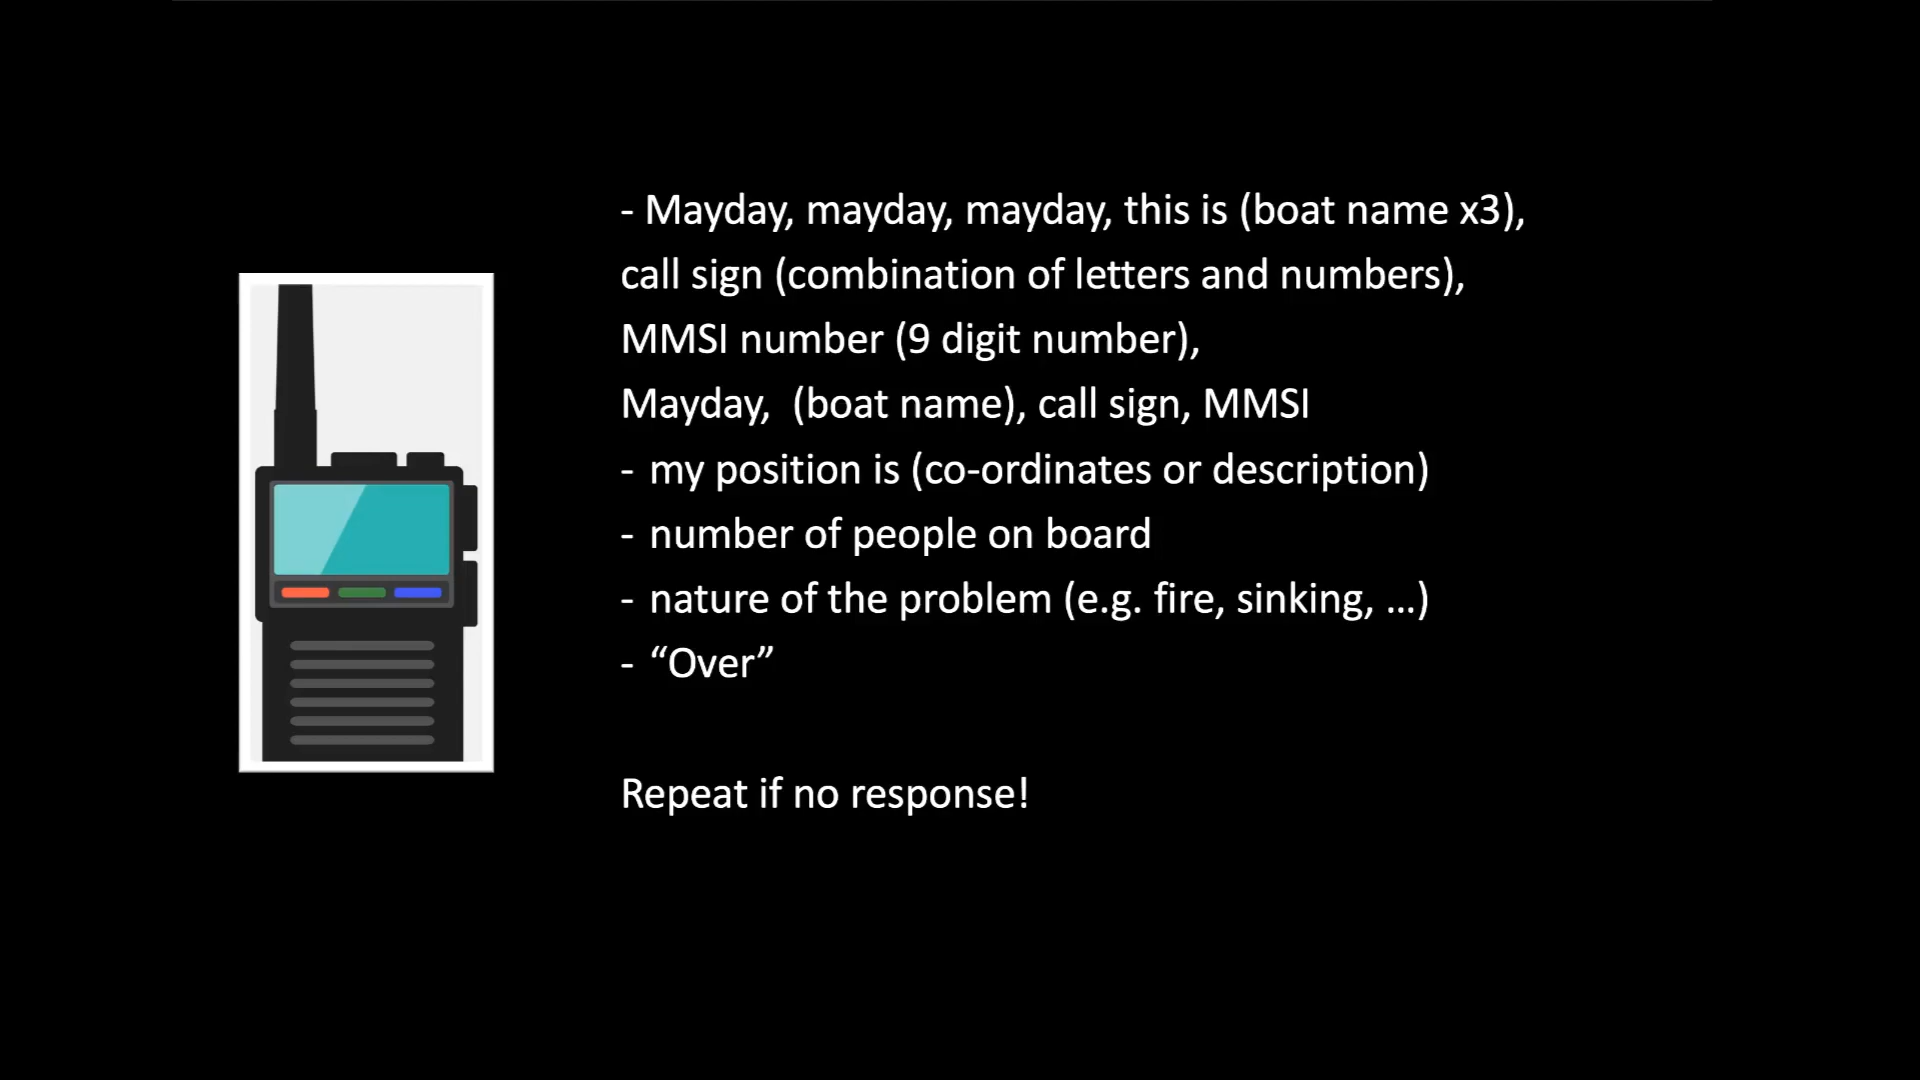 - Mayday, mayday, mayday, this is (boat name x3),
call sign (combination of letters and numbers),
MMSI number (9 digit number),
Mayday,  (boat name), call sign, MMSI
- my position is (co-ordinates or description)
- number of people on board
- nature of the problem (e.g. fire, sinking, …)
- “Over”
Repeat if no response!